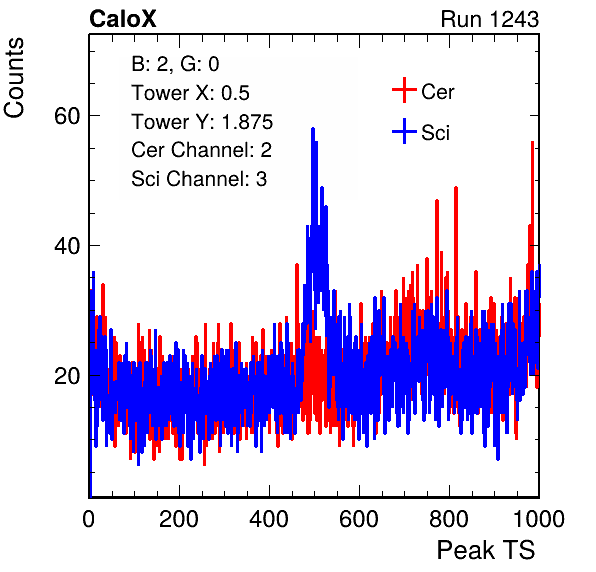 CaloX Run 1243
Counts
B: 2, G: 0
Tower X: 0.5
Tower Y: 1.875
Cer Channel: 2
Sci Channel: 3
Cer
Sci
60
40
20
0 200 400 600 800 1000
Peak TS